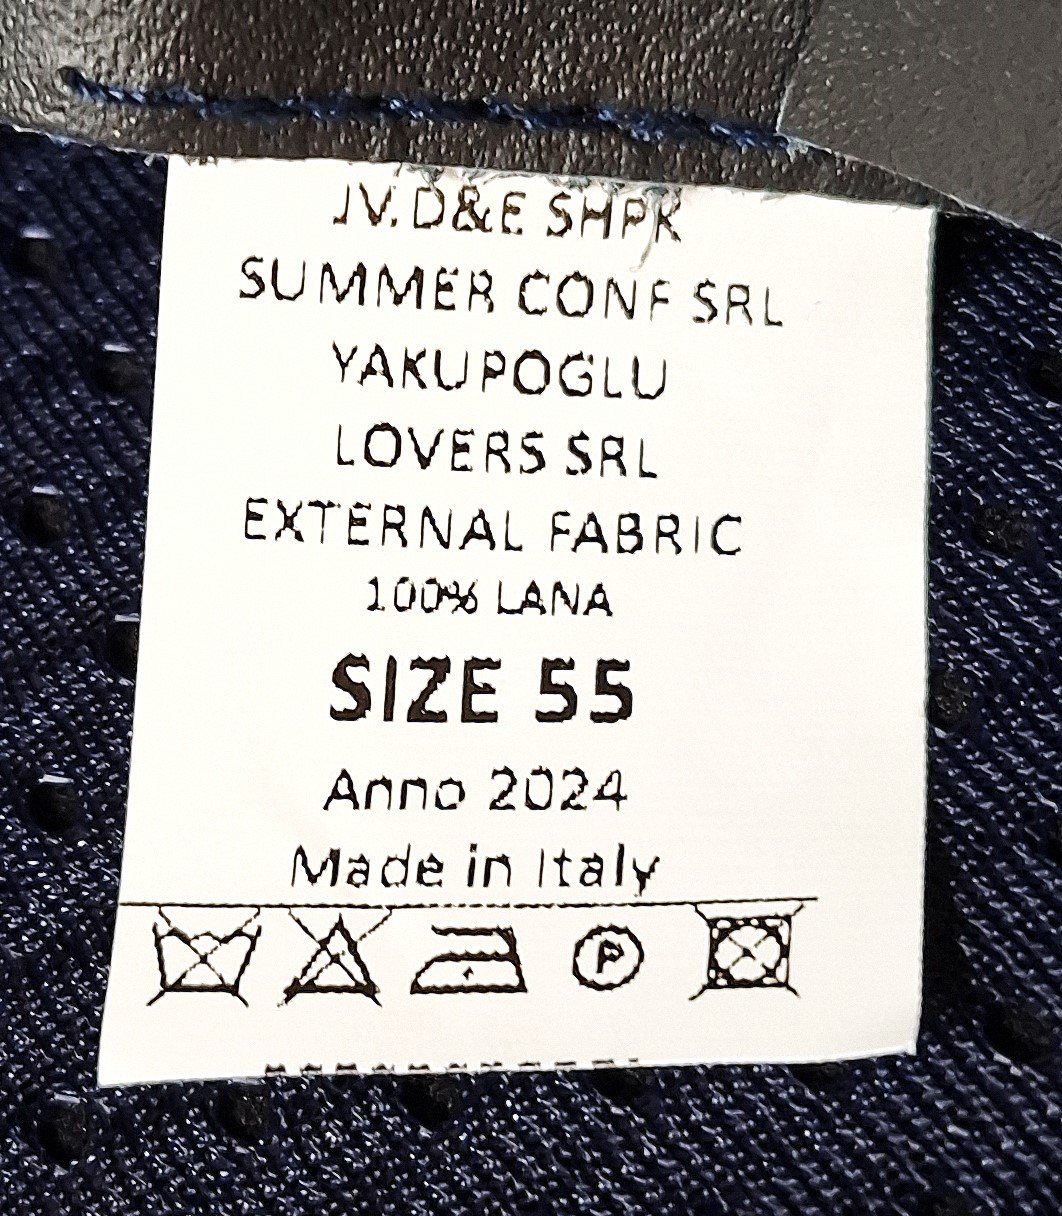 JV.D&E SHPK
SUMMER CONF SRL
YAKUPOGLU
LOVERS SRL
EXTERNAL FABRIC
100% LANA
SIZE 55
Anno 2024
Made in Italy
P